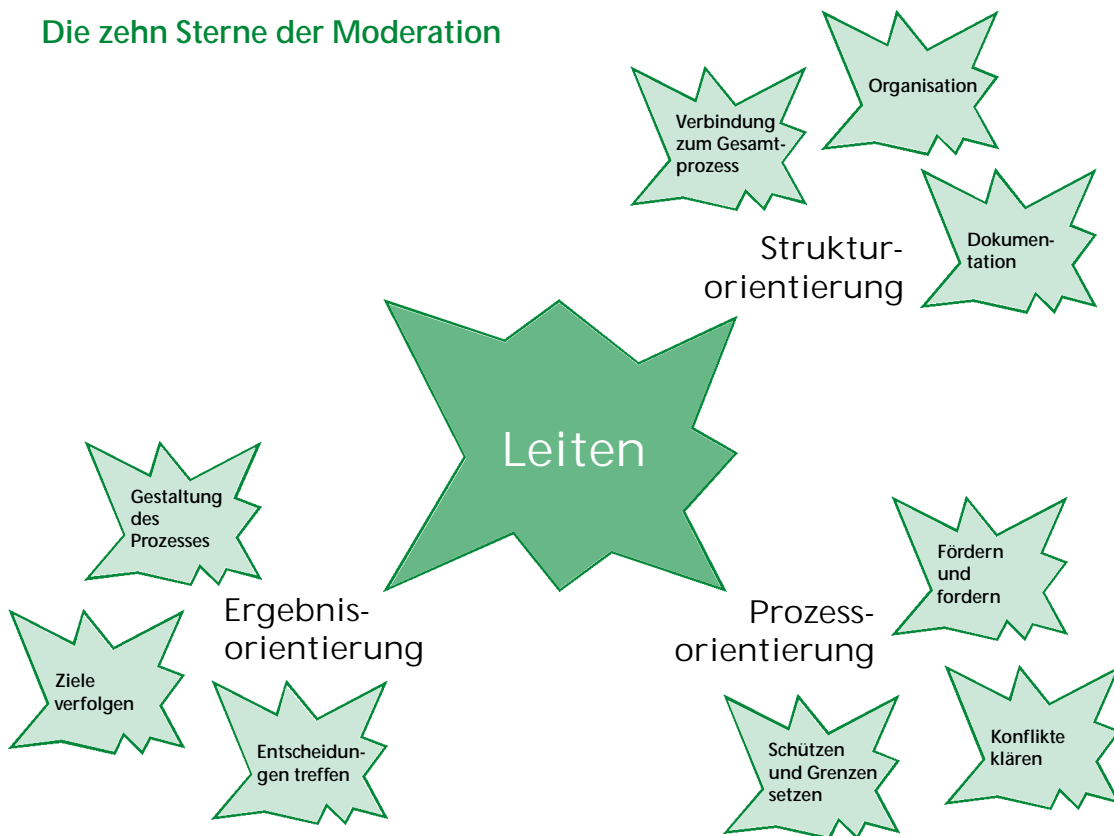 Die zehn Sterne der Moderation
Organisation
Verbindung
zum Gesamt-
prozess
Dokumen-
tation
Struktur-
orientierung
Leiten
Gestaltung
des
Prozesses
Ergebnis-
orientierung
Ziele
verfolgen
Entscheidun-
gen treffen
Fördern
und
fordern
Prozess-
orientierung
Konflikte
klären
Schützen
und Grenzen
setzen